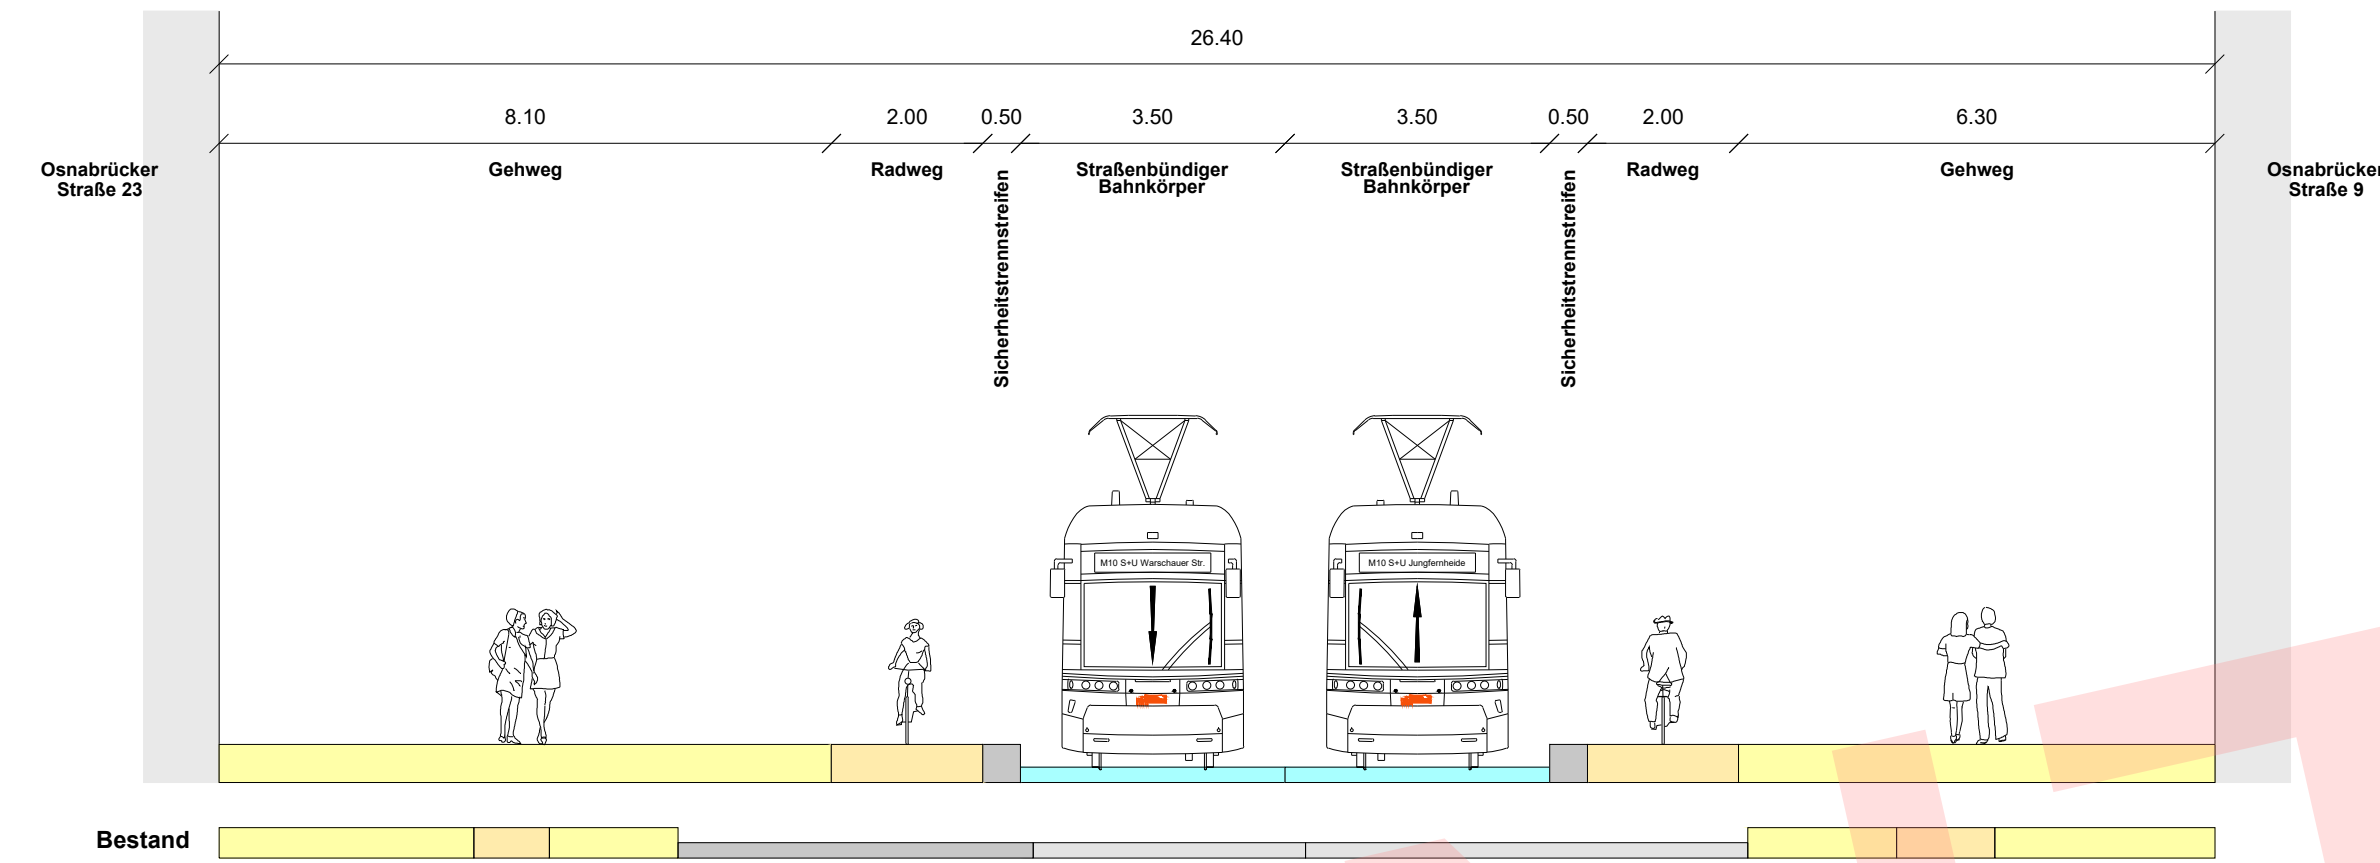 26.40
8.10
2.00
0.50
3.50
3.50
0.50
2.00
6.30
Osnabrücker
Straße 23
Gehweg
Radweg
Sicherheitstrennstreifen
Straßenbündiger
Bahnkörper
Straßenbündiger
Bahnkörper
Sicherheitstrennstreifen
Radweg
Gehweg
Osnabrücker
Straße 9
M10 S+U Warschauer Str.
M10 S+U Jungfernheide
Bestand